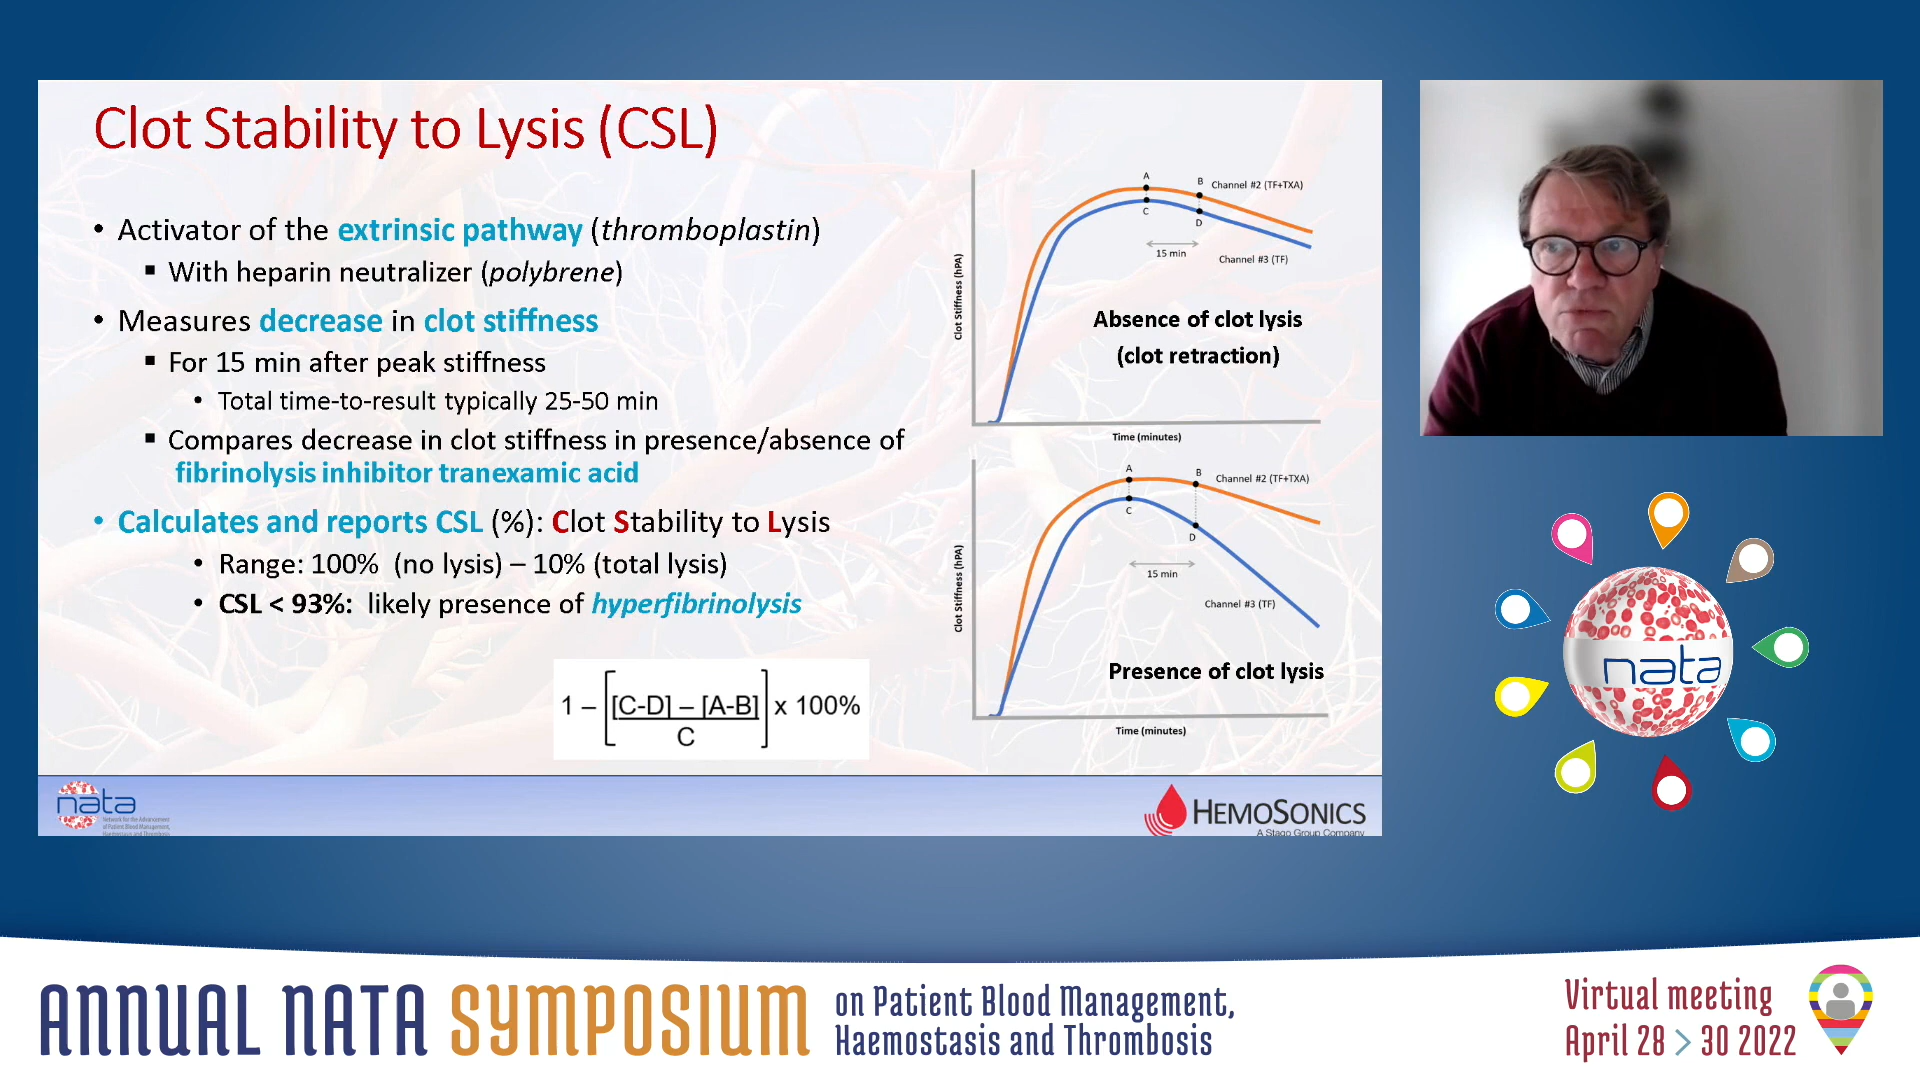 Clot Stability to Lysis (CSL)
• Activator of the extrinsic pathway (thromboplastin)
▪ With heparin neutralizer (polybrene)
• Measures decrease in clot stiffness
▪ For 15 min after peak stiffness
• Total time-to-result typically 25-50 min
▪ Compares decrease in clot stiffness in presence/absence of
fibrinolysis inhibitor tranexamic acid
• Calculates and reports CSL (%): Clot Stability to Lysis
• Range: 100% (no lysis) – 10% (total lysis)
• CSL < 93%: likely presence of hyperfibrinolysis
1 – [[C-D] – [A-B]
C] x 100%
Clot Stiffness (hPA)
A
B
Channel #2 (TF+TXA)
C
D
15 min
Channel #3 (TF)
Absence of clot lysis
(clot retraction)
Time (minutes)
Clot Stiffness (hPA)
A
B
Channel #2 (TF+TXA)
C
D
15 min
Channel #3 (TF)
Presence of clot lysis
Time (minutes)
nata
Network for the Advancement
of Patient Blood Management,
Haemostasis and Thrombosis
HEMOSONICS
A Stago Group Company
nata
ANNUAL NATA SYMPOSIUM
on Patient Blood Management,
Haemostasis and Thrombosis
Virtual meeting
April 28 > 30 2022